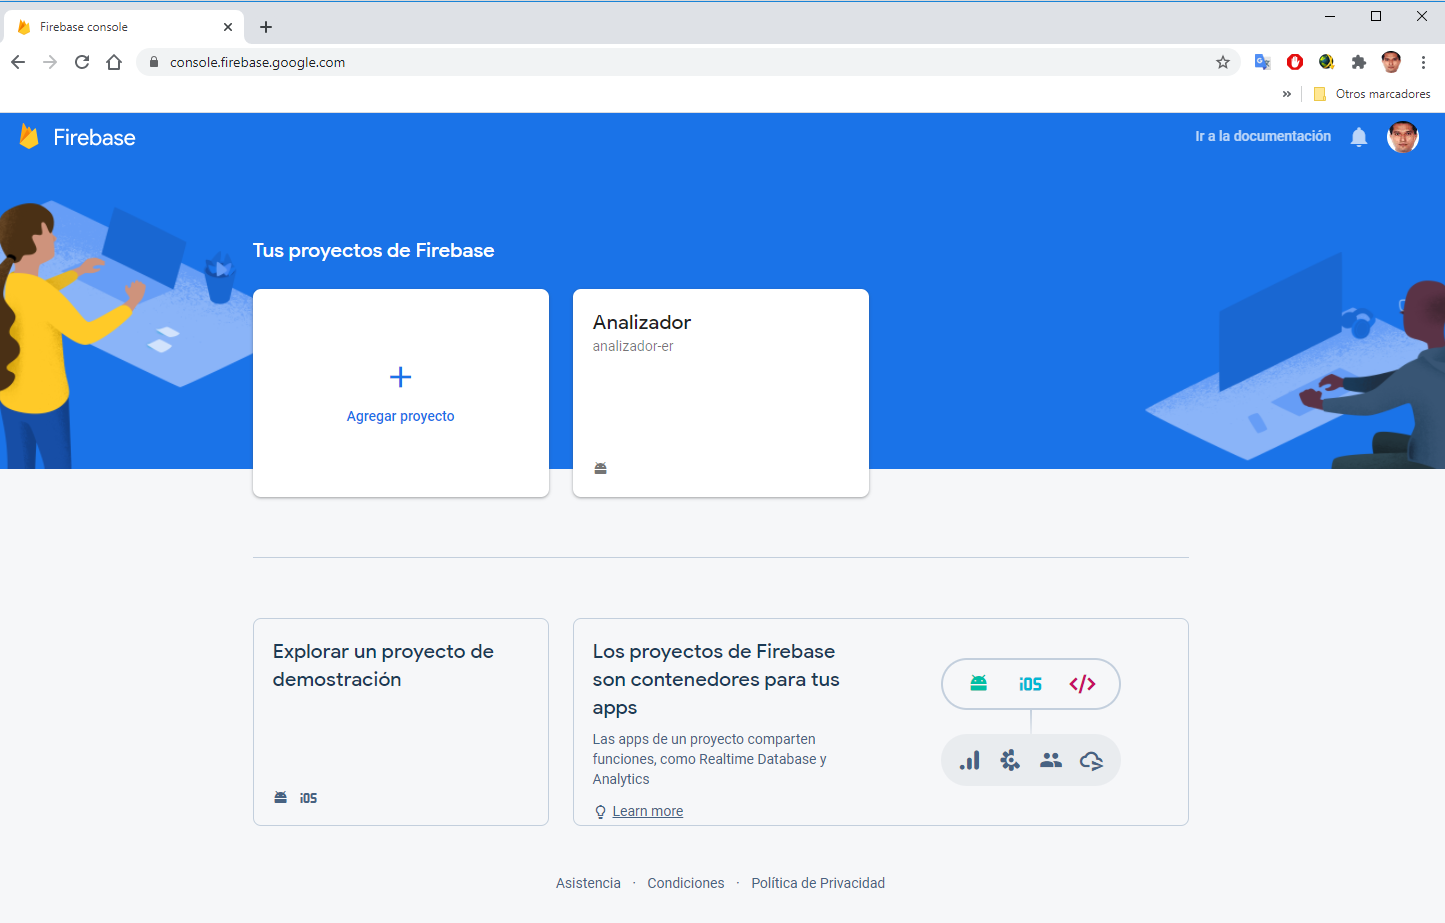 Firebase console
console.firebase.google.com
» Otros marcadores
Firebase
Ir a la documentación
Tus proyectos de Firebase
Agregar proyecto
Analizador
analizador-er
Explorar un proyecto de
demostración
iOS
Los proyectos de Firebase
son contenedores para tus
apps
Las apps de un proyecto comparten
funciones, como Realtime Database y
Analytics
Learn more
iOS </>
Asistencia · Condiciones · Política de Privacidad